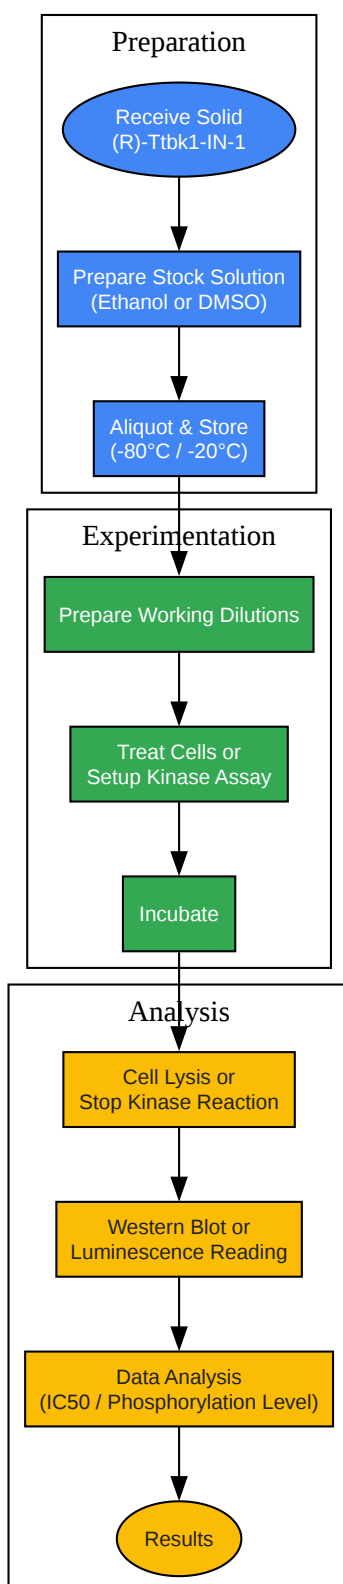 Preparation
Receive Solid
(R)-Ttbk1-IN-1
Prepare Stock Solution
(Ethanol or DMSO)
Aliquot & Store
(-80°C / -20°C)
Experimentation
Prepare Working Dilutions
Treat Cells or
Setup Kinase Assay
Incubate
Analysis
Cell Lysis or
Stop Kinase Reaction
Western Blot or
Luminescence Reading
Data Analysis
(IC50 / Phosphorylation Level)
Results